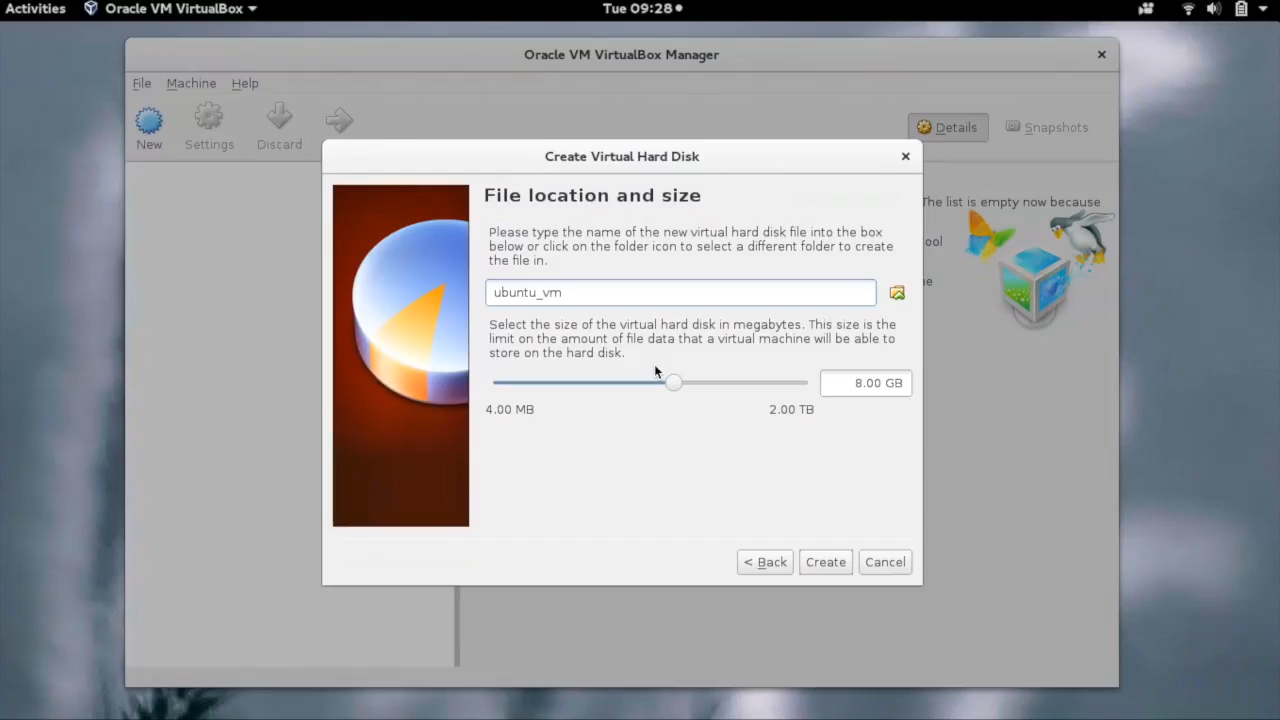 Activities Oracle VM VirtualBox Tue 09:28
Oracle VM VirtualBox Manager
File Machine Help
New Settings Discard Details Snapshots
Create Virtual Hard Disk
File location and size
The list is empty now because
Please type the name of the new virtual hard disk file into the box
below or click on the folder icon to select a different folder to create
the file in.
ool
e
ubuntu_vm
Select the size of the virtual hard disk in megabytes. This size is the
limit on the amount of file data that a virtual machine will be able to
store on the hard disk.
8.00 GB
4.00 MB 2.00 TB
< Back Create Cancel